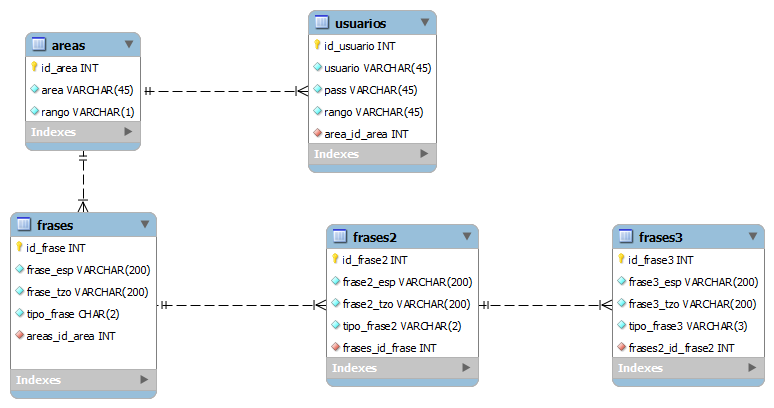 areas
id_area INT
area VARCHAR(45)
rango VARCHAR(1)
Indexes
usuarios
id_usuario INT
usuario VARCHAR(45)
pass VARCHAR(45)
rango VARCHAR(45)
area_id_area INT
Indexes
frases
id_frase INT
frase_esp VARCHAR(200)
frase_tzo VARCHAR(200)
tipo_frase CHAR(2)
areas_id_area INT
Indexes
frases2
id_frase2 INT
frase2_esp VARCHAR(200)
frase2_tzo VARCHAR(200)
tipo_frase2 VARCHAR(2)
frases_id_frase INT
Indexes
frases3
id_frase3 INT
frase3_esp VARCHAR(200)
frase3_tzo VARCHAR(200)
tipo_frase3 VARCHAR(3)
frases2_id_frase2 INT
Indexes